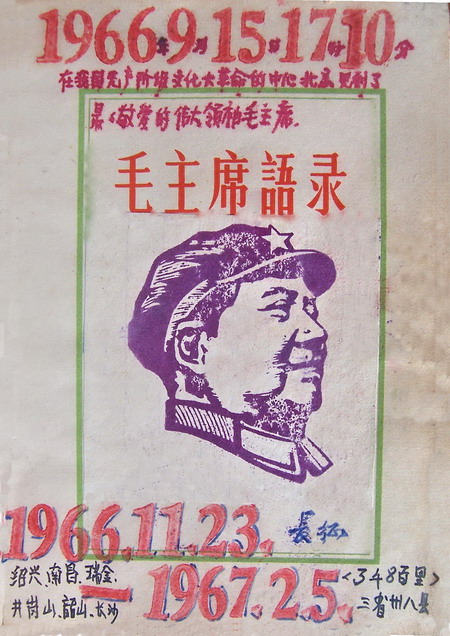 1966年9月15日17时10分
在我国无产阶级文化大革命的中心北京见到了
最最敬爱的伟大领袖毛主席.
毛主席語录
1966.11.23.
长征
绍兴.南昌.瑞金.
—1967.2.5.
<348百里>
井岗山.韶山.长沙
三省卅八县